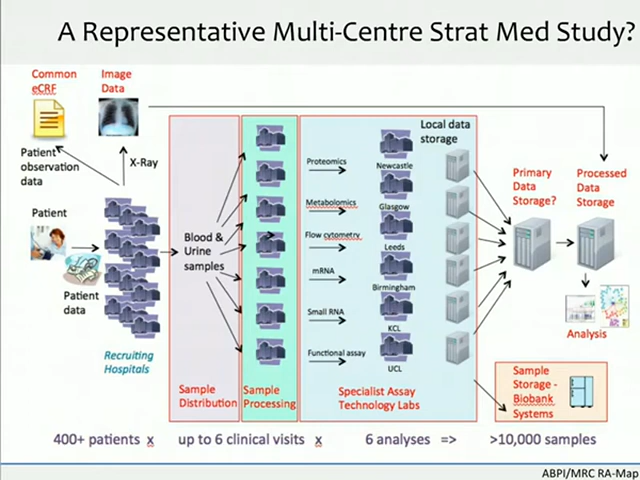 A Representative Multi-Centre Strat Med Study?
Common
eCRF
Image
Data
Patient
observation
data
X-Ray
Patient
Patient
data
Recruiting
Hospitals
Blood &
Urine
samples
Sample
Distribution
Sample
Processing
Proteomics
Metabolomics
Flow cytometry
mRNA
Small RNA
Functional assay
Newcastle
Glasgow
Leeds
Birmingham
KCL
UCL
Local data
storage
Specialist Assay
Technology Labs
Primary
Data
Storage?
Processed
Data
Storage
Analysis
Sample
Storage -
Biobank
Systems
400+ patients x up to 6 clinical visits x 6 analyses => >10,000 samples
ABPI/MRC RA-Map